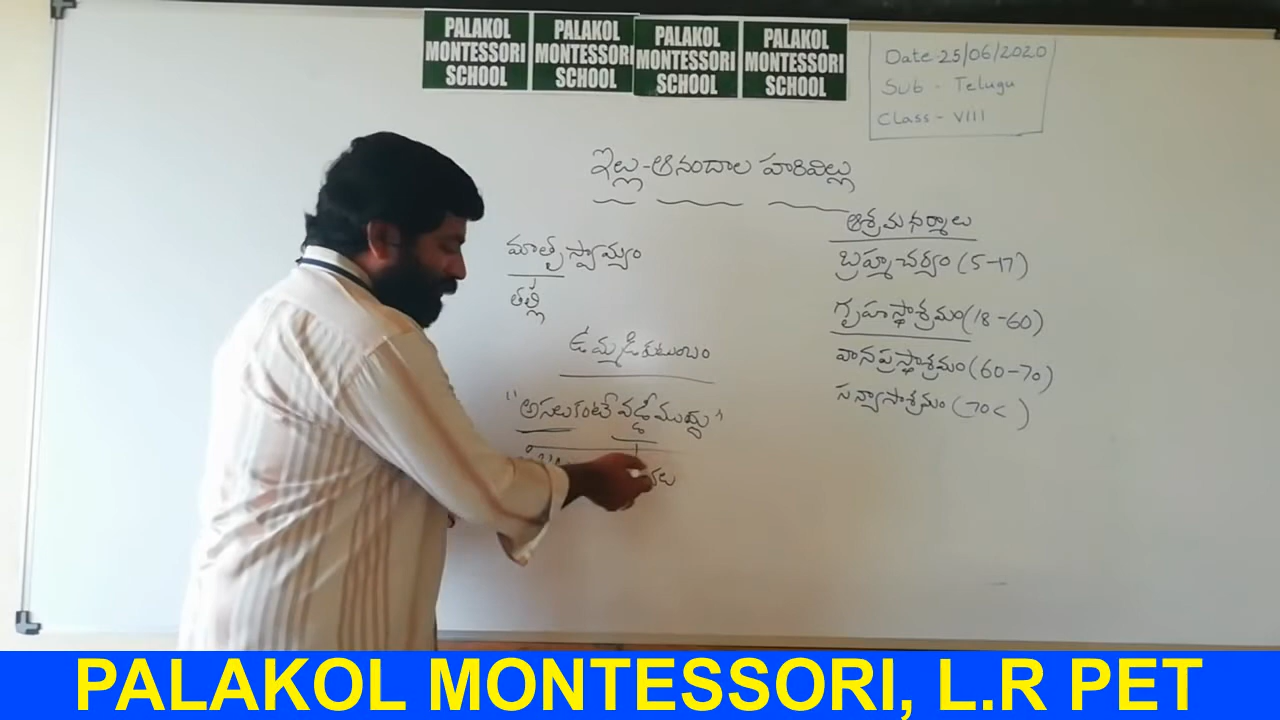 PALAKOL MONTESSORI SCHOOL
PALAKOL MONTESSORI SCHOOL
PALAKOL MONTESSORI SCHOOL
PALAKOL MONTESSORI SCHOOL
Date 25/06/2020
Sub - Telugu
Class - VIII
ఇల్లు-ఆనందాల హరివిల్లు
మాతృస్వామ్యం
తల్లి
ఉమ్మడికుటుంబం
"అసలుకంటే వడ్డీముద్దు"
ఆశ్రమధర్మాలు
బ్రహ్మచర్యం (5-17)
గృహస్థాశ్రమం (18-60)
వానప్రస్థాశ్రమం (60-70)
సన్యాసాశ్రమం (70< )
PALAKOL MONTESSORI, L.R PET